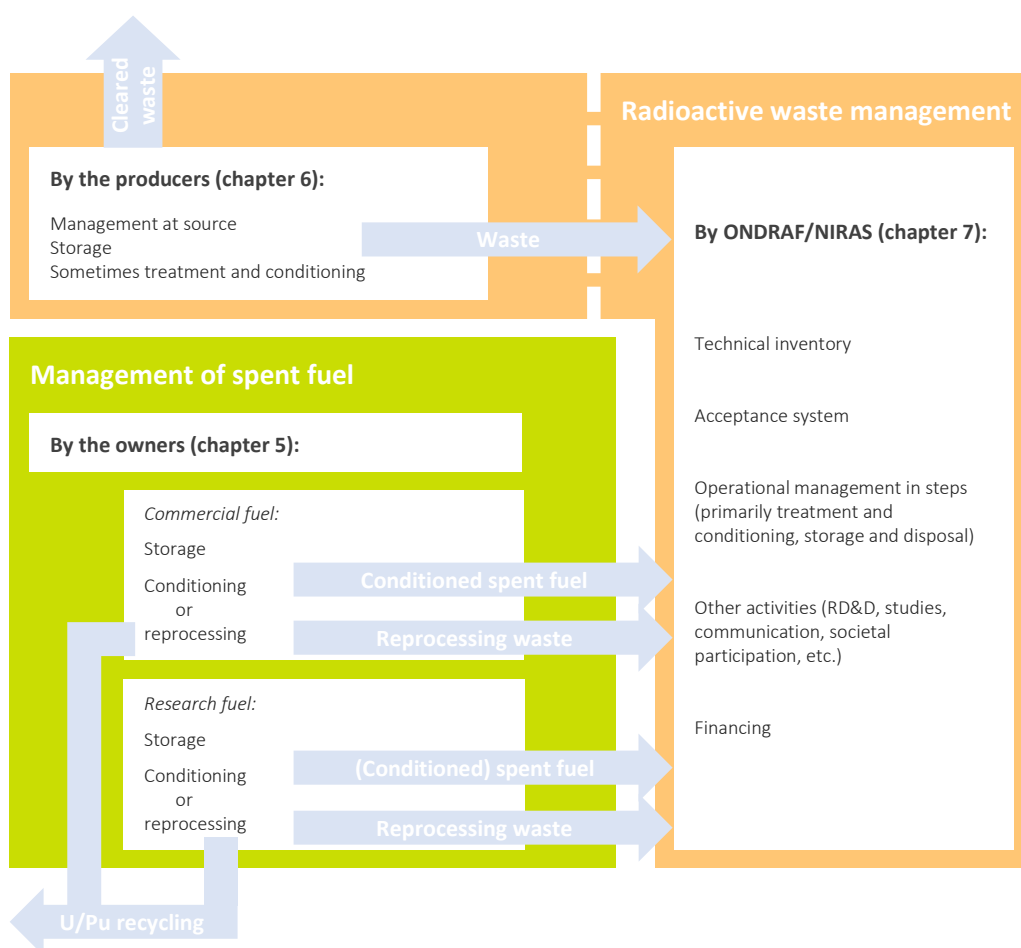 Cleared
waste
Radioactive waste management
By the producers (chapter 6):
Management at source
Storage
Sometimes treatment and conditioning
Waste
By ONDRAF/NIRAS (chapter 7):
Technical inventory
Acceptance system
Operational management in steps
(primarily treatment and
conditioning, storage and disposal)
Other activities (RD&D, studies,
communication, societal
participation, etc.)
Financing
Management of spent fuel
By the owners (chapter 5):
Commercial fuel:
Storage
Conditioning
or
reprocessing
Conditioned spent fuel
Reprocessing waste
Research fuel:
Storage
Conditioning
or
reprocessing
(Conditioned) spent fuel
Reprocessing waste
U/Pu recycling